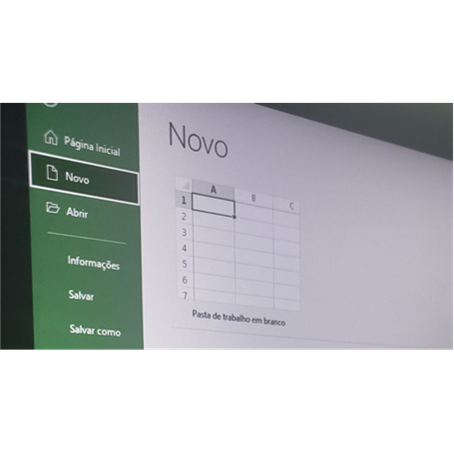 Página Inicial
Novo
Abrir
Informações
Salvar
Salvar como
Novo
A B C
1
2
3
4
5
6
7
Pasta de trabalho em branco